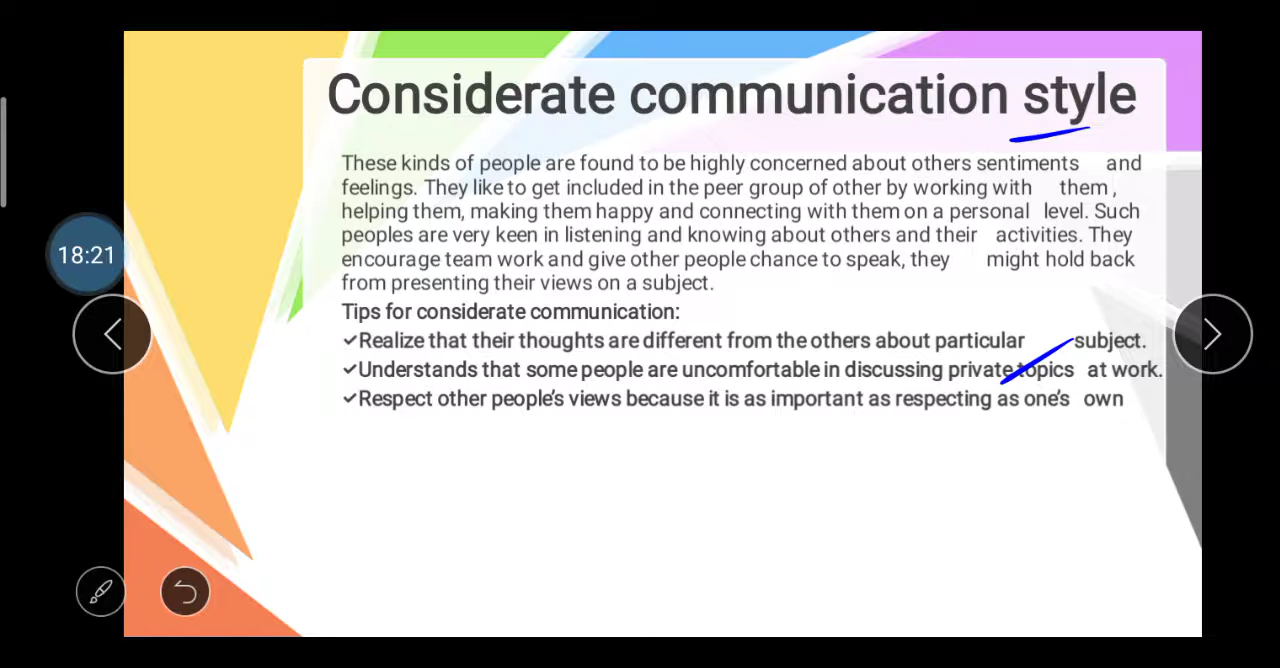 Considerate communication style
These kinds of people are found to be highly concerned about others sentiments and
feelings. They like to get included in the peer group of other by working with them ,
helping them, making them happy and connecting with them on a personal level. Such
18:21
peoples are very keen in listening and knowing about others and their activities. They
encourage team work and give other people chance to speak, they might hold back
from presenting their views on a subject.
Tips for considerate communication:
✓Realize that their thoughts are different from the others about particular subject.
✓Understands that some people are uncomfortable in discussing private topics at work.
✓Respect other people's views because it is as important as respecting as one's own